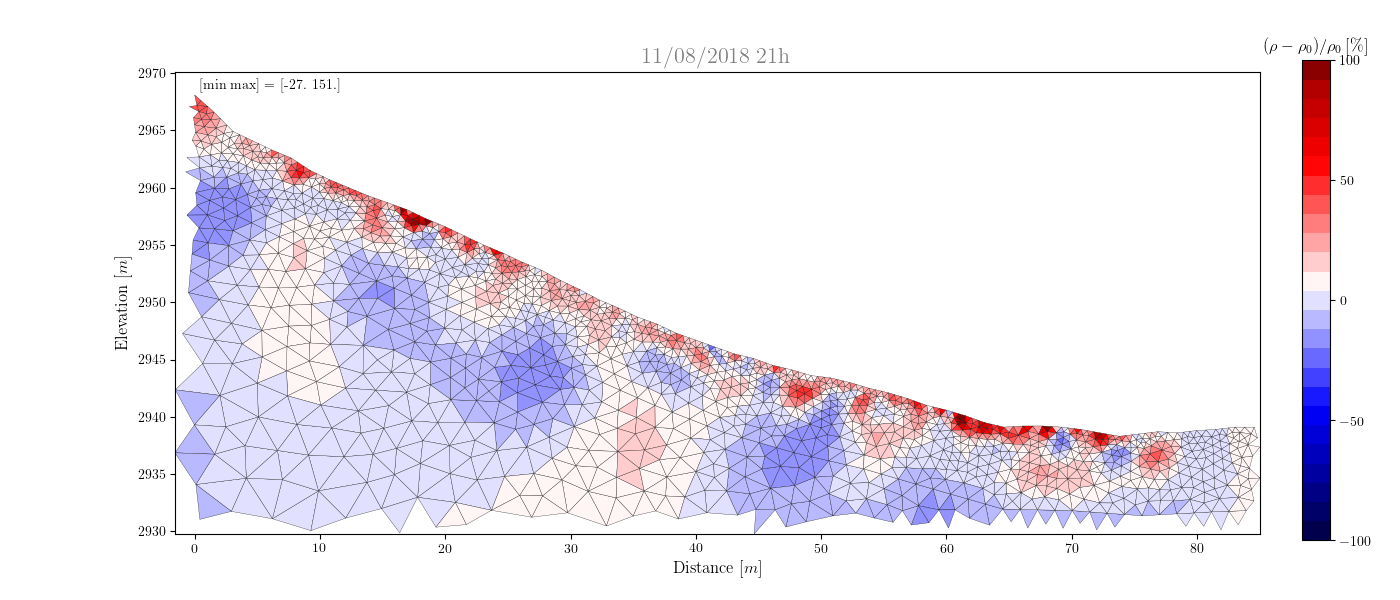 11/08/2018 21h
(ρ − ρ₀)/ρ₀ [%]
[min max] = [-27. 151.]
Elevation [m]
2970
2965
2960
2955
2950
2945
2940
2935
2930
0 10 20 30 40 50 60 70 80
Distance [m]
100
50
0
−50
−100